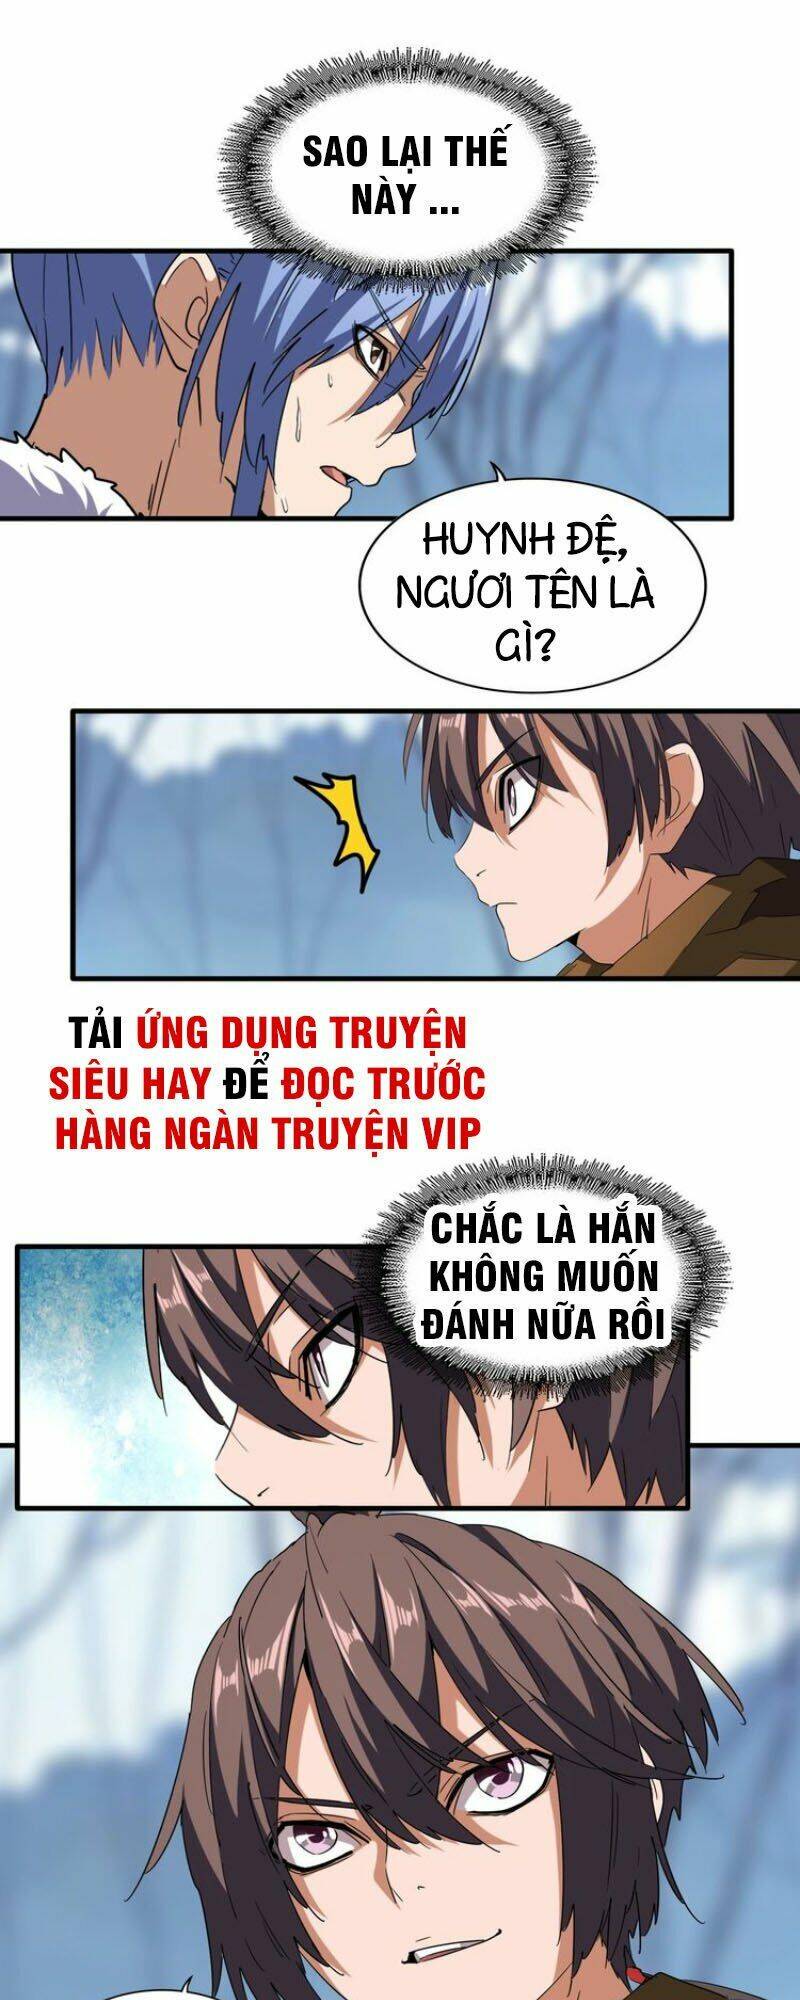 SAO LẠI THẾ
NÀY ...
HUYNH ĐỆ,
NGƯƠI TÊN LÀ
GÌ?
TẢI ỨNG DỤNG TRUYỆN
SIÊU HAY ĐỂ ĐỌC TRƯỚC
HÀNG NGÀN TRUYỆN VIP
CHẮC LÀ HẮN
KHÔNG MUỐN
ĐÁNH NỮA RỒI